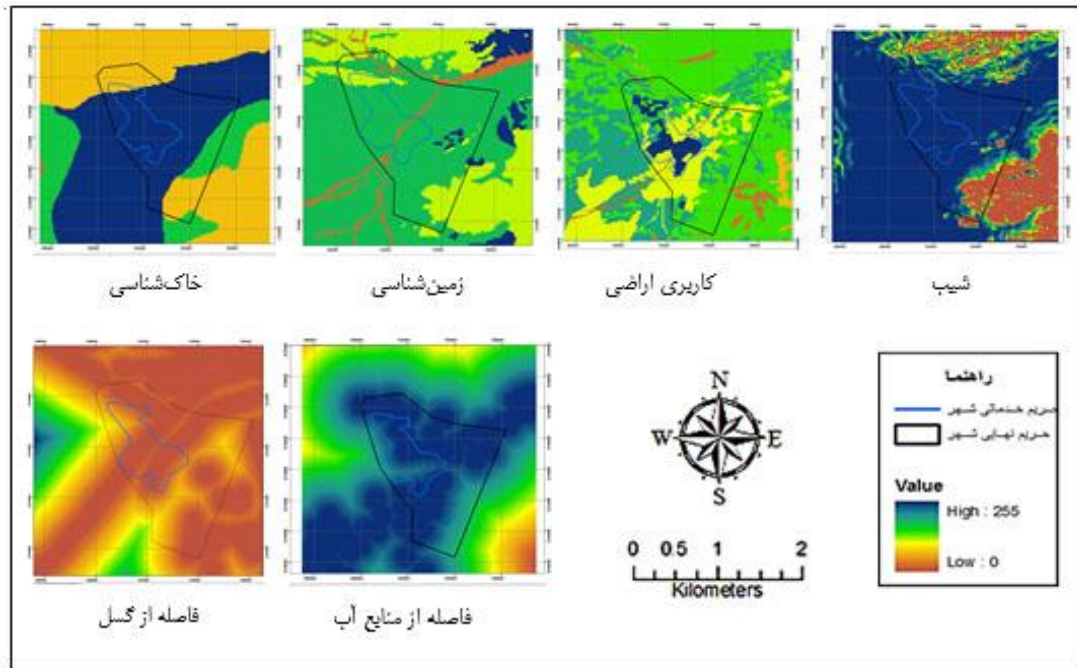 خاک‌شناسی
زمین‌شناسی
کاربری اراضی
شیب
فاصله از گسل
فاصله از منابع آب
N
W E
S
0 0.5 1 2
Kilometers
راهنما
حریم خدماتی شهر
حریم نهایی شهر
Value
High : 255
Low : 0